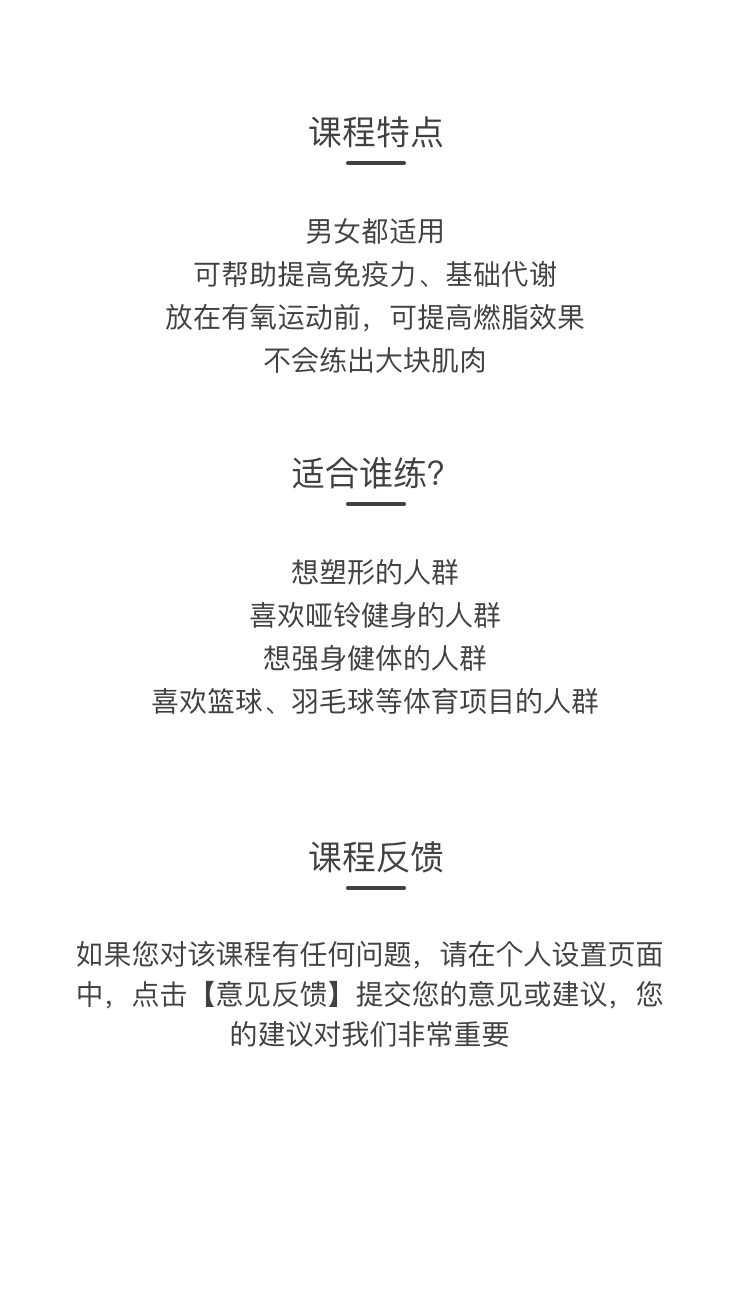 课程特点
男女都适用
可帮助提高免疫力、基础代谢
放在有氧运动前，可提高燃脂效果
不会练出大块肌肉
适合谁练？
想塑形的人群
喜欢哑铃健身的人群
想强身健体的人群
喜欢篮球、羽毛球等体育项目的人群
课程反馈
如果您对该课程有任何问题，请在个人设置页面
中，点击【意见反馈】提交您的意见或建议，您
的建议对我们非常重要